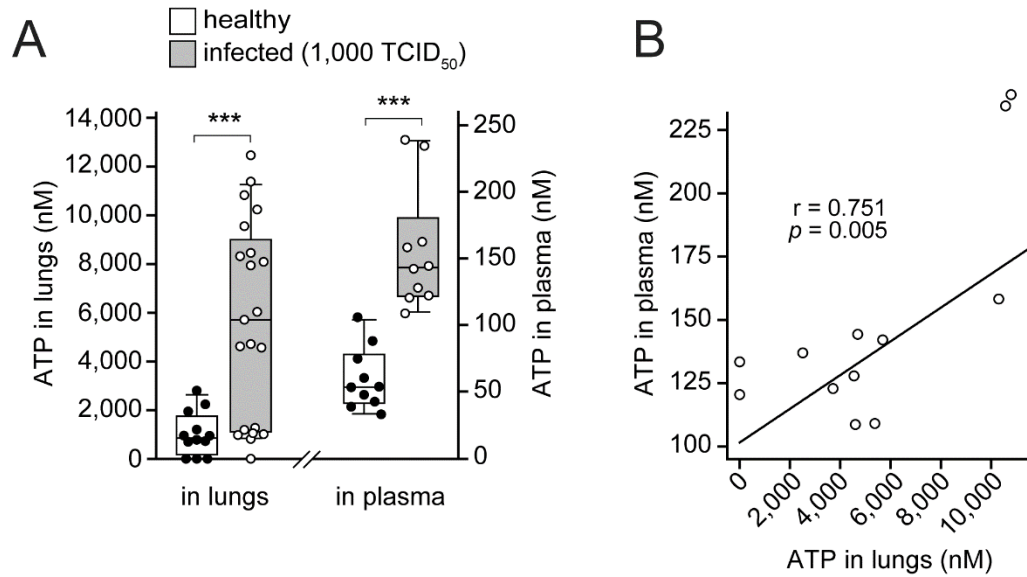 A
healthy
infected (1,000 TCID50)
ATP in lungs (nM)
14,000
12,000
10,000
8,000
6,000
4,000
2,000
0
***
***
250
200
150
100
50
0
ATP in plasma (nM)
in lungs
in plasma
B
ATP in plasma (nM)
225
200
175
150
125
100
r = 0.751
p = 0.005
0
2,000
4,000
6,000
8,000
10,000
ATP in lungs (nM)